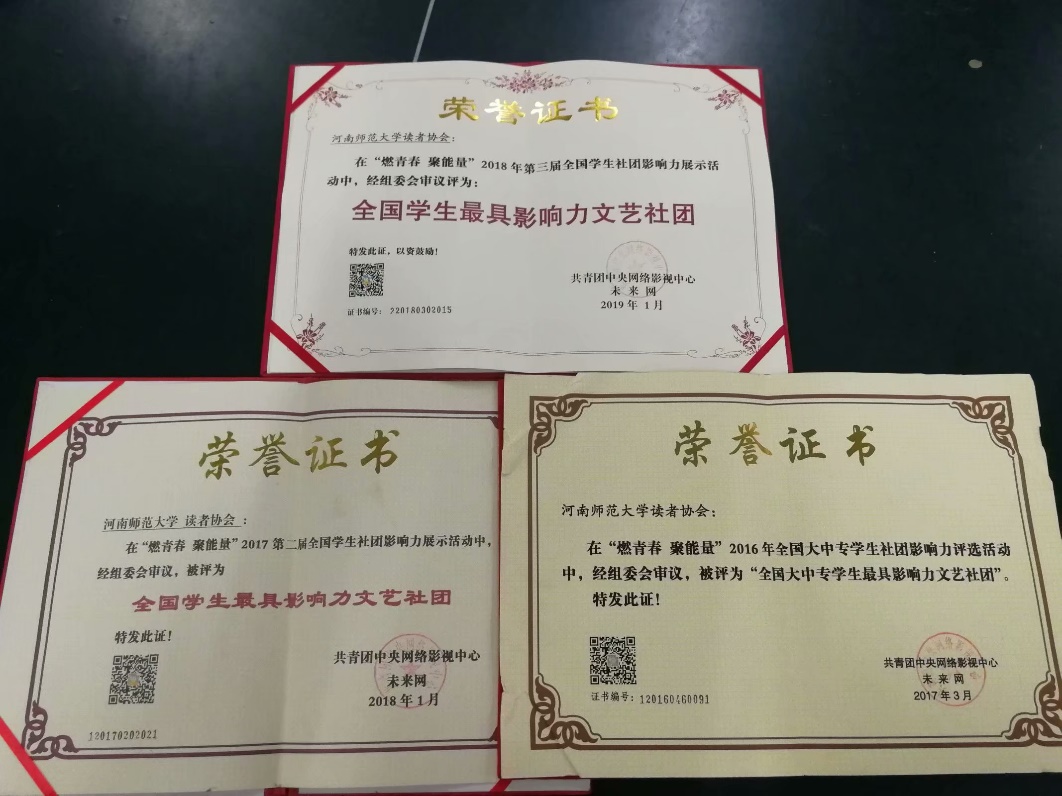 荣誉证书
河南师范大学读者协会：
在“燃青春 聚能量”2018年第三届全国学生社团影响力展示活
动中，经组委会审议评为：
全国学生最具影响力文艺社团
特发此证，以资鼓励！
共青团中央网络影视中心
未来网
2019年1月
证书编号： 220180302015
荣誉证书
河南师范大学 读者协会：
在“燃青春 聚能量”2017第二届全国学生社团影响力展示活动中，
经组委会审议，被评为
全国学生最具影响力文艺社团
特发此证！
共青团中央网络影视中心
未来网
2018年1月
120170202021
荣誉证书
河南师范大学读者协会：
在“燃青春 聚能量”2016年全国大中专学生社团影响力评选活动
中，经组委会审议，被评为“全国大中专学生最具影响力文艺社团”。
特发此证！
共青团中央网络影视中心
未来网
2017年3月
证书编号：120160460091